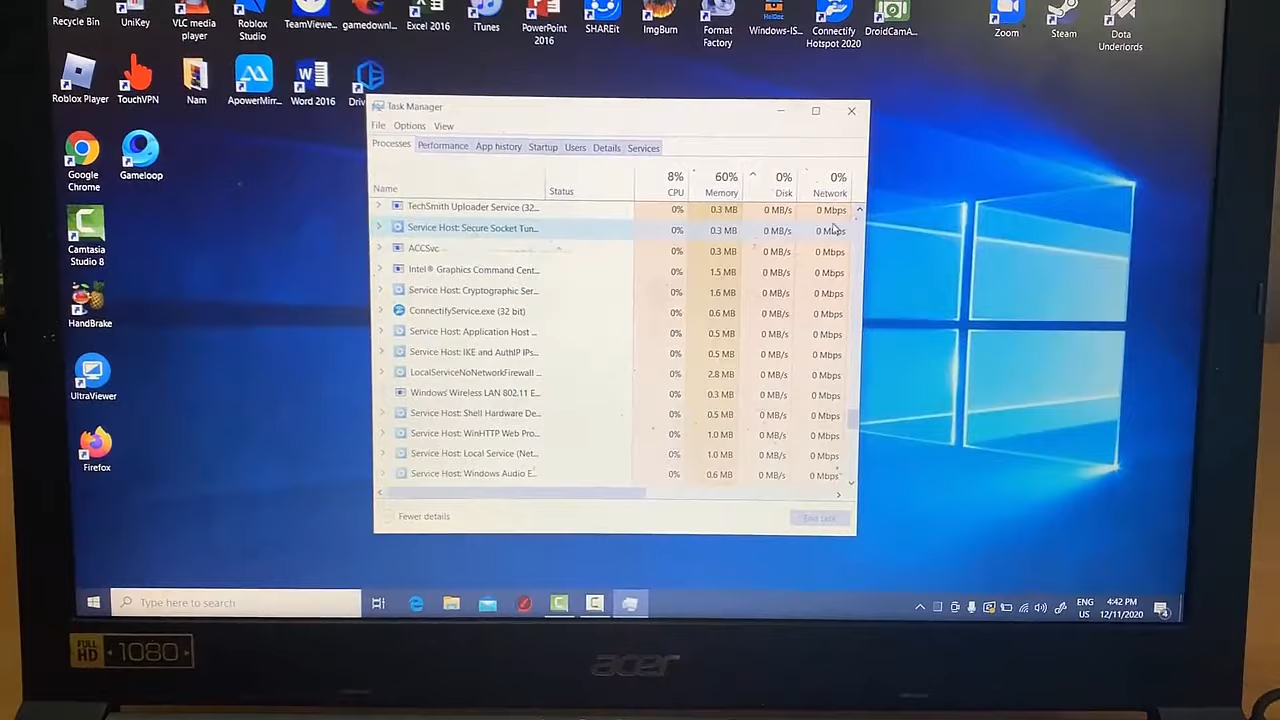 Recycle Bin
UniKey
VLC media player
Roblox Studio
TeamViewe...
gamedownl...
Excel 2016
iTunes
PowerPoint 2016
SHAREit
ImgBurn
Format Factory
Windows-IS...
Connectify Hotspot 2020
DroidCamA...
Zoom
Steam
Dota Underlords
Roblox Player
TouchVPN
Nam
ApowerMirr...
Word 2016
Google Chrome
Gameloop
Camtasia Studio 8
HandBrake
UltraViewer
Firefox
Task Manager
File Options View
Processes Performance App history Startup Users Details Services
8% 60% 0% 0%
Name Status CPU Memory Disk Network
TechSmith Uploader Service (32... 0% 0.3 MB 0 MB/s 0 Mbps
Service Host: Secure Socket Tun... 0% 0.3 MB 0 MB/s 0 Mbps
ACCSvc 0% 0.3 MB 0 MB/s 0 Mbps
Intel® Graphics Command Cent... 0% 1.5 MB 0 MB/s 0 Mbps
Service Host: Cryptographic Ser... 0% 1.6 MB 0 MB/s 0 Mbps
ConnectifyService.exe (32 bit) 0% 0.6 MB 0 MB/s 0 Mbps
Service Host: Application Host ... 0% 0.5 MB 0 MB/s 0 Mbps
Service Host: IKE and AuthIP IPs... 0% 0.5 MB 0 MB/s 0 Mbps
LocalServiceNoNetworkFirewall ... 0% 2.8 MB 0 MB/s 0 Mbps
Windows Wireless LAN 802.11 E... 0% 0.3 MB 0 MB/s 0 Mbps
Service Host: Shell Hardware De... 0% 0.5 MB 0 MB/s 0 Mbps
Service Host: WinHTTP Web Pro... 0% 1.0 MB 0 MB/s 0 Mbps
Service Host: Local Service (Net... 0% 1.0 MB 0 MB/s 0 Mbps
Service Host: Windows Audio E... 0% 0.6 MB 0 MB/s 0 Mbps
Fewer details End task
Type here to search
ENG 4:42 PM
US 12/11/2020
4
FULL HD 1080
acer